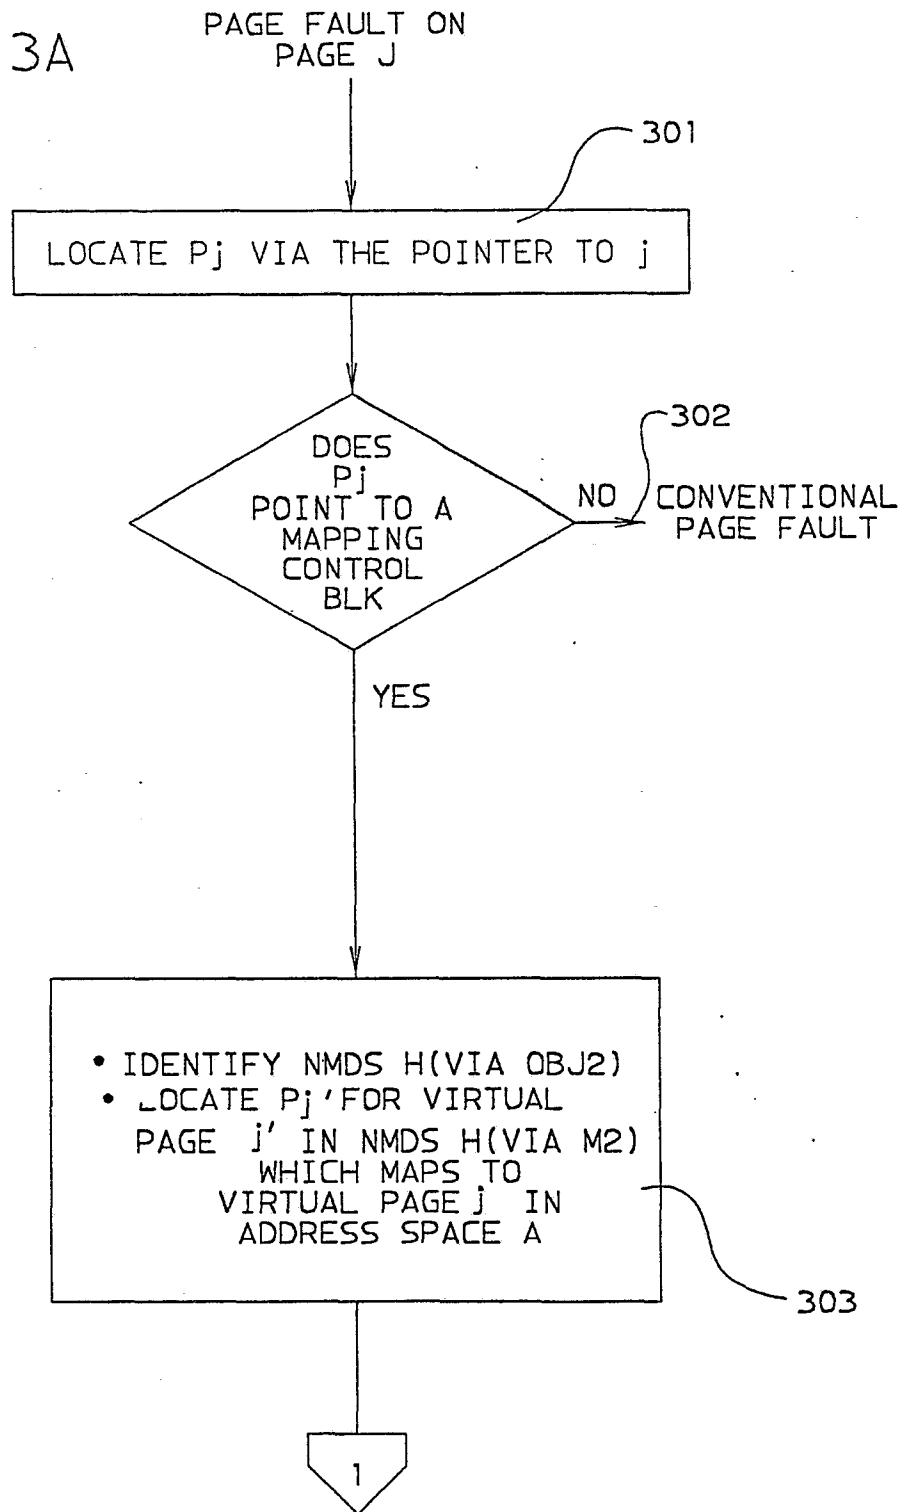 3A
PAGE FAULT ON
PAGE J
301
LOCATE Pj VIA THE POINTER TO j
302
DOES
Pj
POINT TO A
MAPPING
CONTROL
BLK
NO
CONVENTIONAL
PAGE FAULT
YES
• IDENTIFY NMDS H(VIA OBJ2)
• LOCATE Pj' FOR VIRTUAL
PAGE j' IN NMDS H(VIA M2)
WHICH MAPS TO
VIRTUAL PAGE j IN
ADDRESS SPACE A
303
1